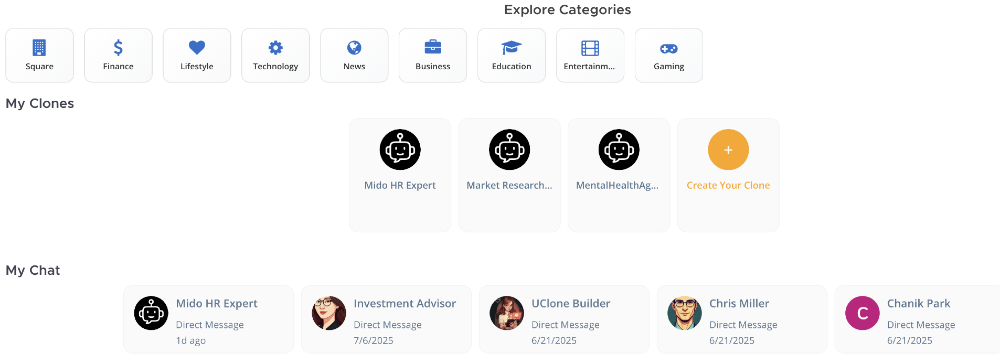 Explore Categories
Square
Finance
Lifestyle
Technology
News
Business
Education
Entertainm...
Gaming
My Clones
Mido HR Expert
Market Research...
MentalHealthAg...
+
Create Your Clone
My Chat
Mido HR Expert
Direct Message
1d ago
Investment Advisor
Direct Message
7/6/2025
UClone Builder
Direct Message
6/21/2025
Chris Miller
Direct Message
6/21/2025
C
Chanik Park
Direct Message
6/21/2025